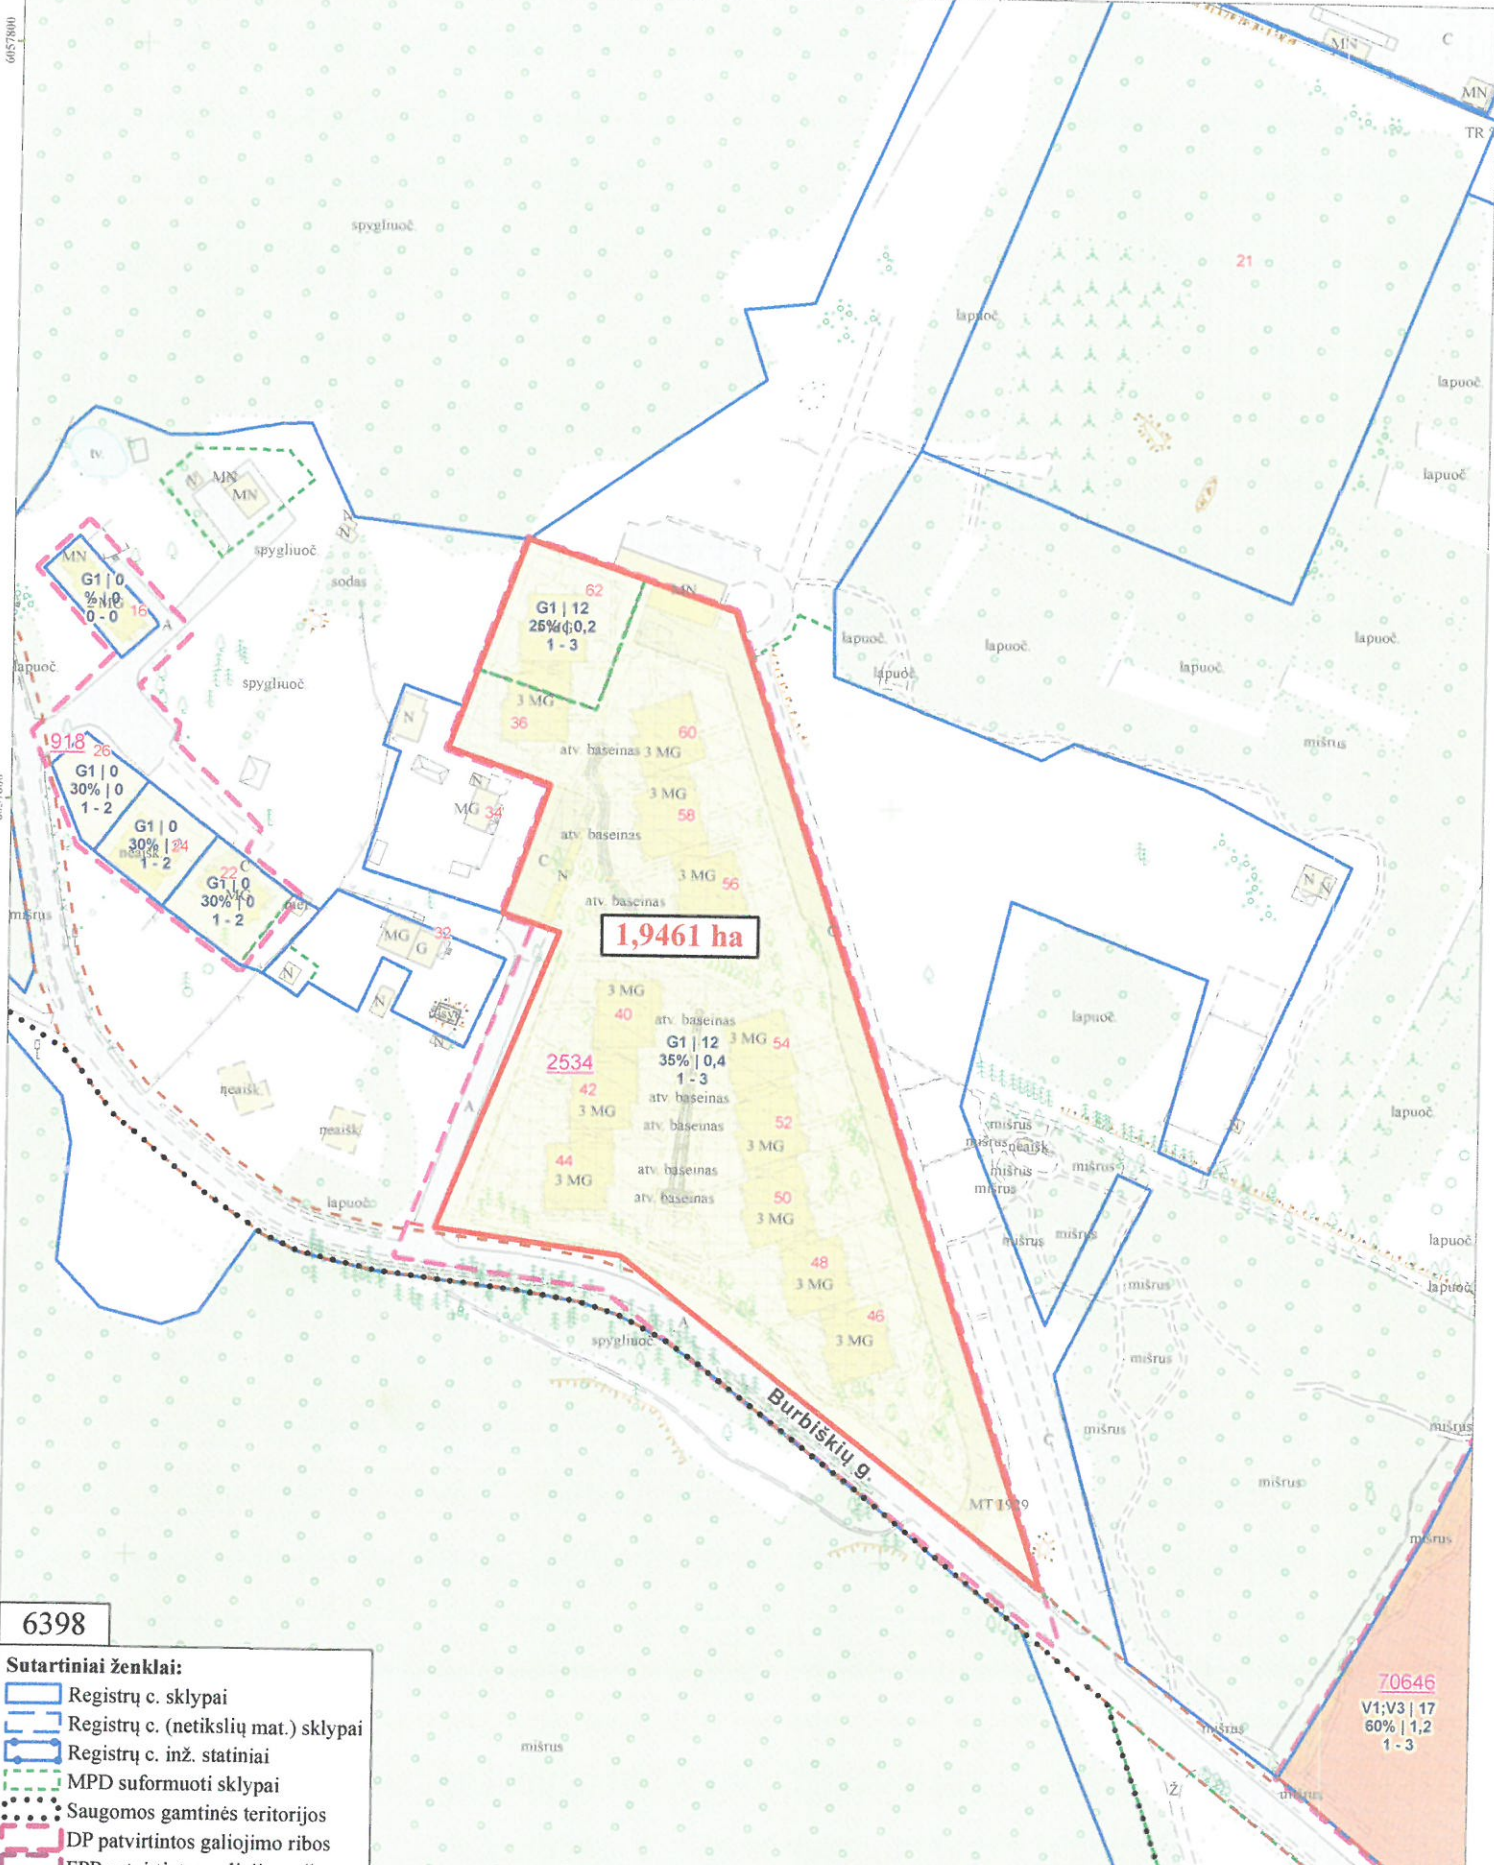 6057800
MN
C
MN
TR
spygliuoč.
21
lapuoč.
lapuoč.
tv.
N
MN
MN
lapuoč.
spygliuoč.
N
N
sodas
MN
G1 | 0
16
0 - 0
A
62
G1 | 12
1 - 3
MN
lapuoč.
lapuoč.
lapuoč.
lapuoč.
lapuoč.
lapuoč.
spygliuoč.
3 MG
36
N
60
918
26
atv. baseinas
3 MG
mišrus
G1 | 0
30% | 0
1 - 2
N
MG
34
3 MG
58
G1 | 0
24
1 - 2
atv. baseinas
C
N
3 MG
56
22
C
G1 | 0
30% | 0
1 - 2
N
N
mišrus
atv. baseinas
MG
G
32
1,9461 ha
C
N
N
N
3 MG
40
atv. baseinas
3 MG
54
lapuoč.
G1 | 12
35% | 0,4
1 - 3
2534
neaišk.
42
3 MG
atv. baseinas
A
atv. baseinas
52
3 MG
neaišk.
lapuoč.
mišrus
N
mišrus
neaišk.
mišrus
mišrus
mišrus
44
3 MG
atv. baseinas
atv. baseinas
50
3 MG
lapuoč.
mišrus
mišrus
lapuoč.
48
3 MG
mišrus
lapuoč.
46
3 MG
A
spygliuoč.
mišrus
Burbiškių g.
C
mišrus
mišrus
mišrus
MT 1929
mišrus
6398
Sutartiniai ženklai:
Registrų c. sklypai
Registrų c. (netikslių mat.) sklypai
Registrų c. inž. statiniai
MPD suformuoti sklypai
Saugomos gamtinės teritorijos
DP patvirtintos galiojimo ribos
70646
V1;V3 | 17
60% | 1,2
1 - 3
mišrus
mišrus
Ž
mišrus